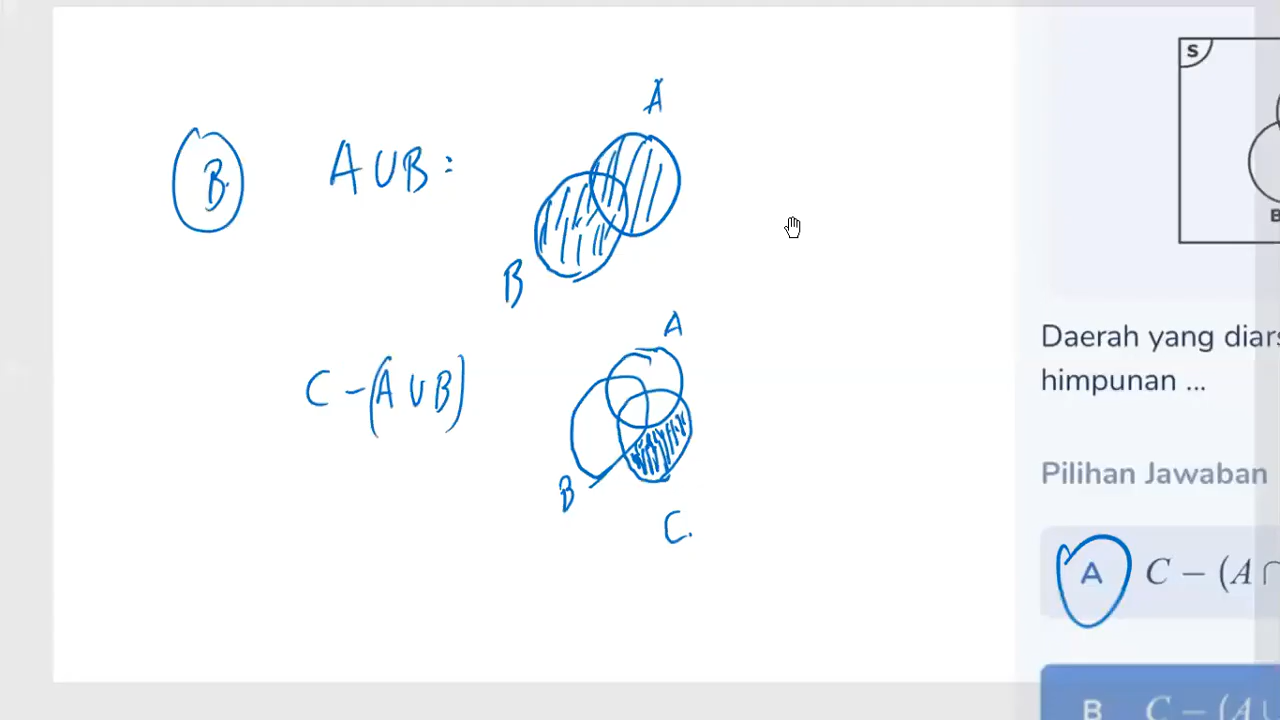 B.
A ∪ B =
A
B
C - (A ∪ B)
A
B
C.
S
B
Daerah yang diars
himpunan ...
Pilihan Jawaban
A C − (A ∩
B C − (A ∪